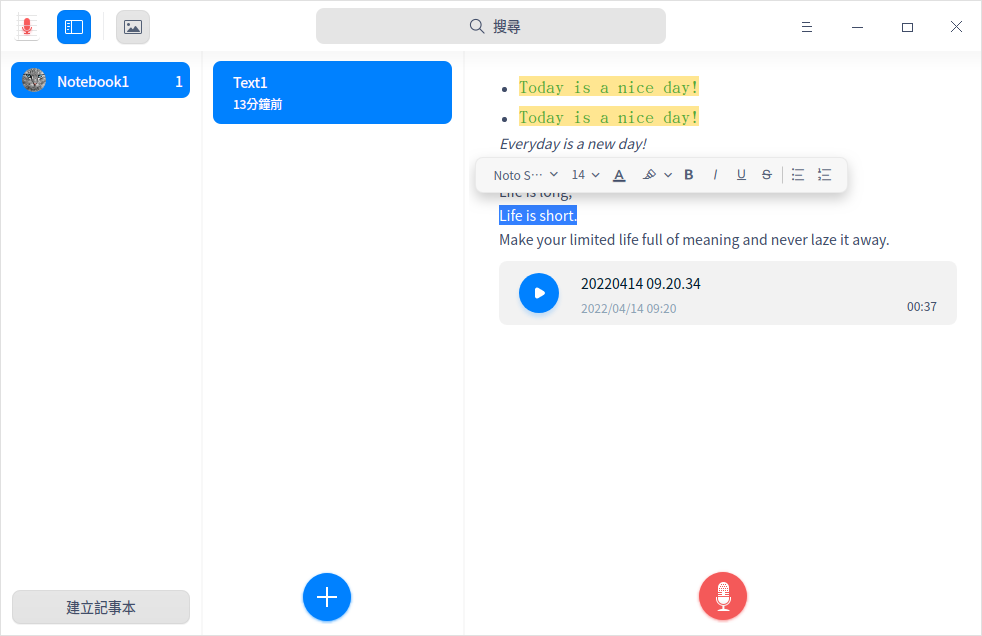 搜尋
Notebook1 1
Text1
13分鐘前
Today is a nice day!
Today is a nice day!
Everyday is a new day!
Noto S··· 14 A B I U S
Life is long,
Life is short.
Make your limited life full of meaning and never laze it away.
20220414 09.20.34
2022/04/14 09:20
00:37
建立記事本